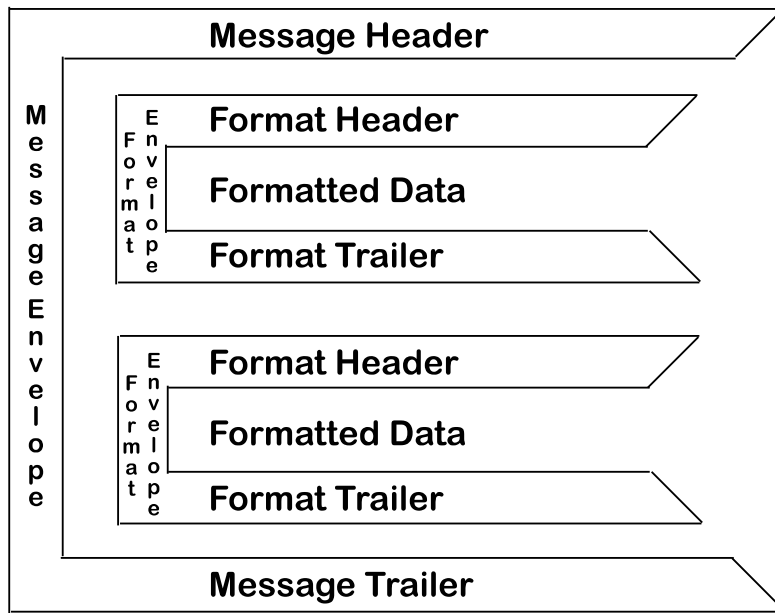 Message Header
Message Envelope
Format Envelope
Format Header
Formatted Data
Format Trailer
Format Envelope
Format Header
Formatted Data
Format Trailer
Message Trailer